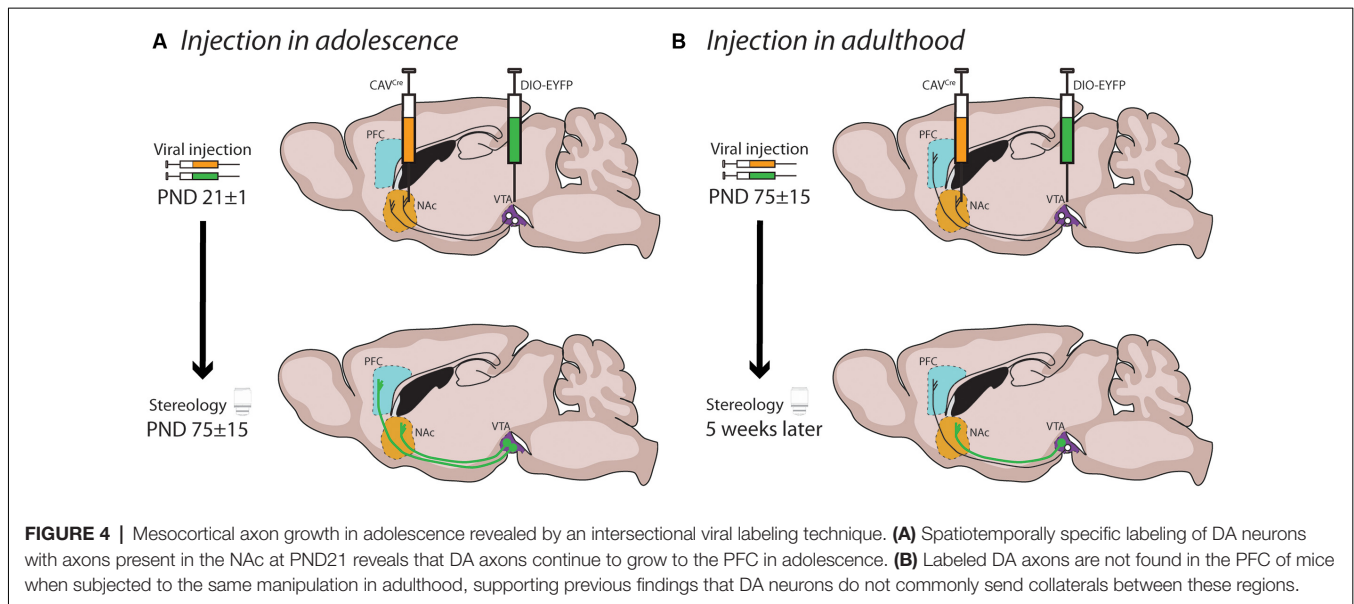 A Injection in adolescence
CAVCre
DIO-EYFP
PFC
Viral injection
PND 21±1
NAc
VTA
PFC
Stereology
PND 75±15
NAc
VTA
B Injection in adulthood
CAVCre
DIO-EYFP
PFC
Viral injection
PND 75±15
NAc
VTA
PFC
Stereology
5 weeks later
NAc
VTA
FIGURE 4 | Mesocortical axon growth in adolescence revealed by an intersectional viral labeling technique. (A) Spatiotemporally specific labeling of DA neurons
with axons present in the NAc at PND21 reveals that DA axons continue to grow to the PFC in adolescence. (B) Labeled DA axons are not found in the PFC of mice
when subjected to the same manipulation in adulthood, supporting previous findings that DA neurons do not commonly send collaterals between these regions.